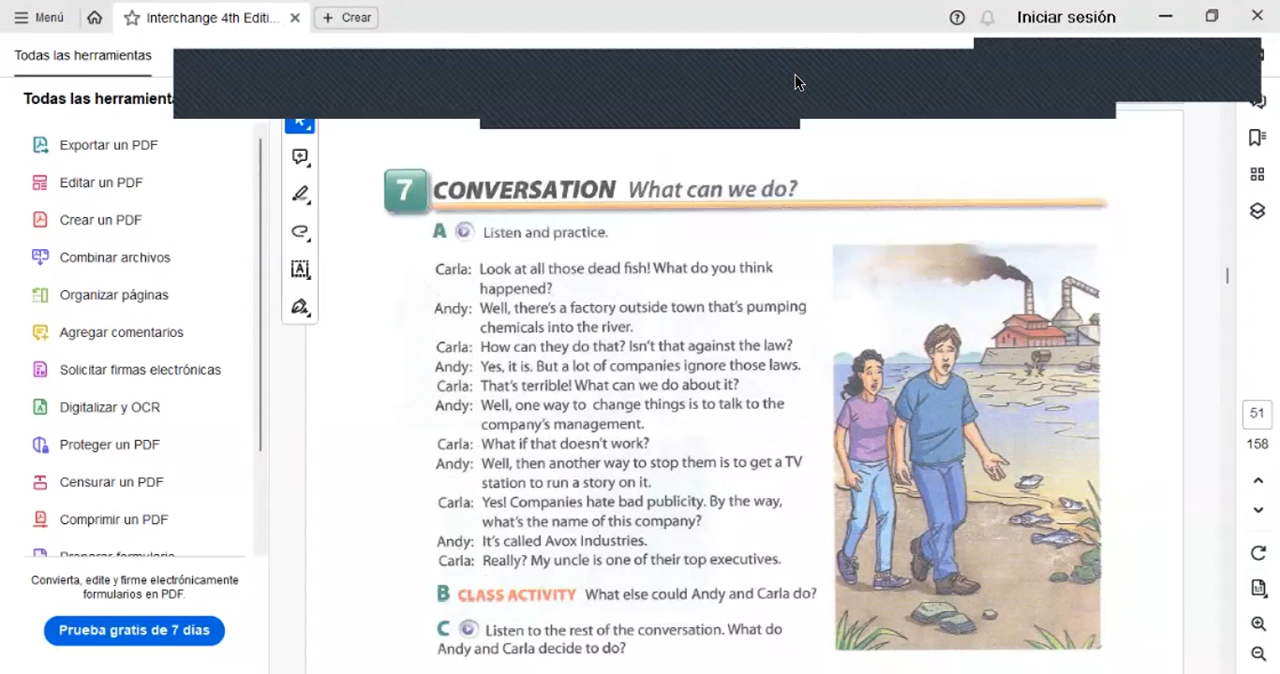 Menú
Interchange 4th Editi...
Crear
Iniciar sesión
Todas las herramientas
Todas las herramient
Exportar un PDF
Editar un PDF
Crear un PDF
Combinar archivos
Organizar páginas
Agregar comentarios
Solicitar firmas electrónicas
Digitalizar y OCR
Proteger un PDF
Censurar un PDF
Comprimir un PDF
Convierta, edite y firme electrónicamente
formularios en PDF.
Prueba gratis de 7 días
7 CONVERSATION What can we do?
A Listen and practice.
Carla: Look at all those dead fish! What do you think
happened?
Andy: Well, there's a factory outside town that's pumping
chemicals into the river.
Carla: How can they do that? Isn't that against the law?
Andy: Yes, it is. But a lot of companies ignore those laws.
Carla: That's terrible! What can we do about it?
Andy: Well, one way to change things is to talk to the
company's management.
Carla: What if that doesn't work?
Andy: Well, then another way to stop them is to get a TV
station to run a story on it.
Carla: Yes! Companies hate bad publicity. By the way,
what's the name of this company?
Andy: It's called Avox Industries.
Carla: Really? My uncle is one of their top executives.
B CLASS ACTIVITY What else could Andy and Carla do?
C Listen to the rest of the conversation. What do
Andy and Carla decide to do?
51
158